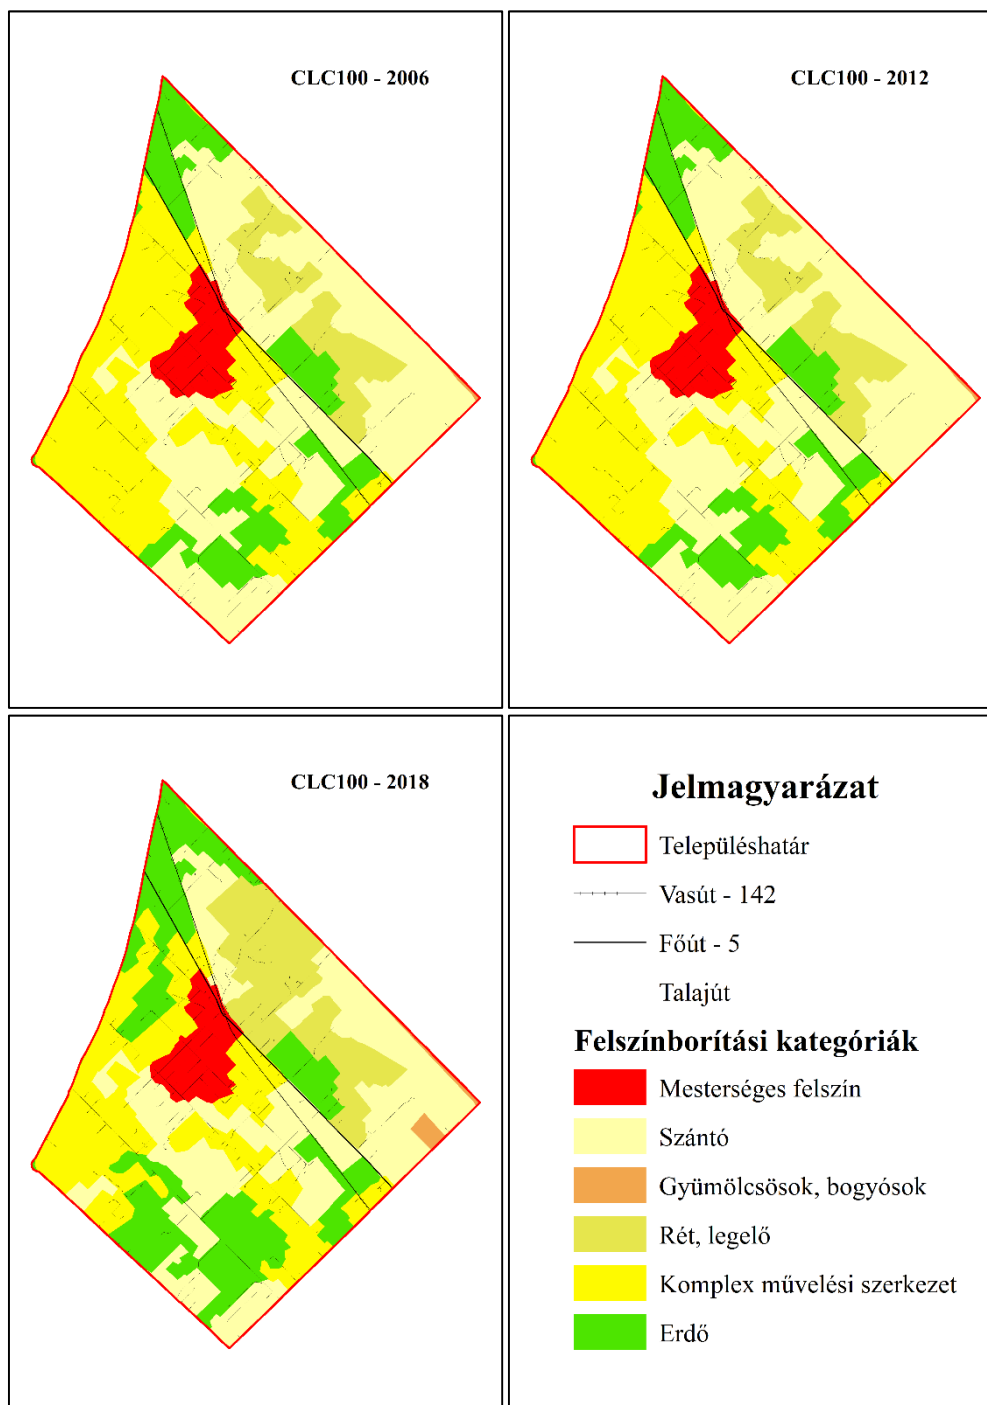 CLC100 - 2006
CLC100 - 2012
CLC100 - 2018
Jelmagyarázat
Településhatár
Vasút - 142
Főút - 5
Talajút
Felszínborítási kategóriák
Mesterséges felszín
Szántó
Gyümölcsösok, bogyósok
Rét, legelő
Komplex művelési szerkezet
Erdő